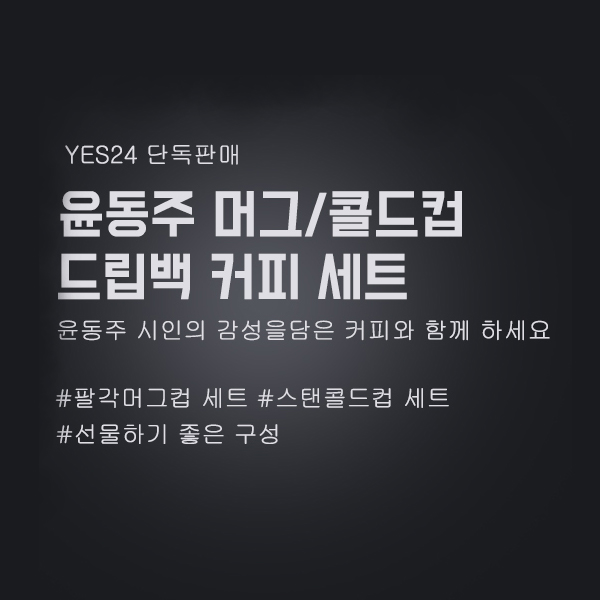 YES24 단독판매
윤동주 머그/콜드컵
드립백 커피 세트
윤동주 시인의 감성을담은 커피와 함께 하세요
#팔각머그컵 세트 #스탠콜드컵 세트
#선물하기 좋은 구성